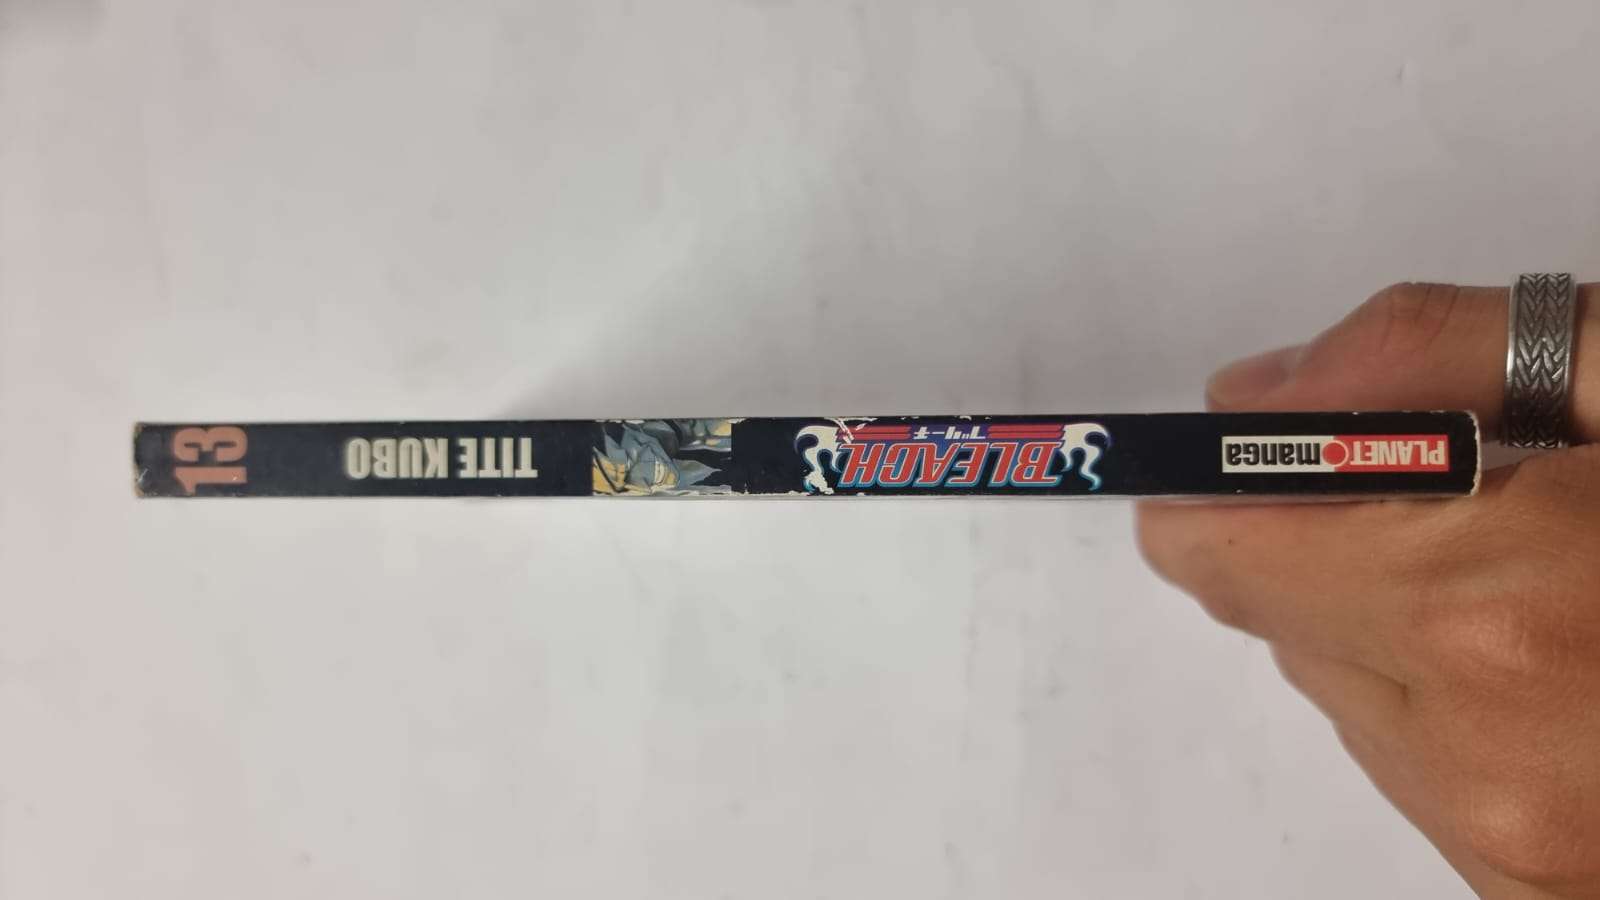 PLANET manga
BLEACH
ブリーチ
TITE KUBO
13